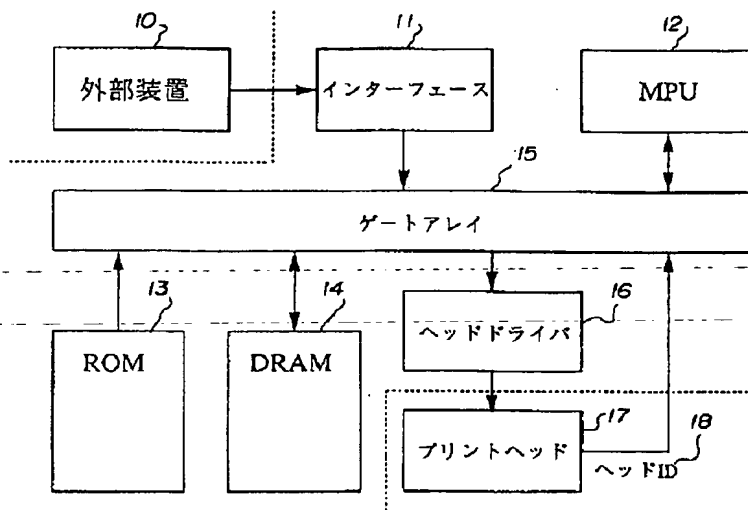 10
11
12
外部装置
インターフェース
MPU
15
ゲートアレイ
13
14
16
ROM
DRAM
ヘッドドライバ
17
18
プリントヘッド
ヘッドID